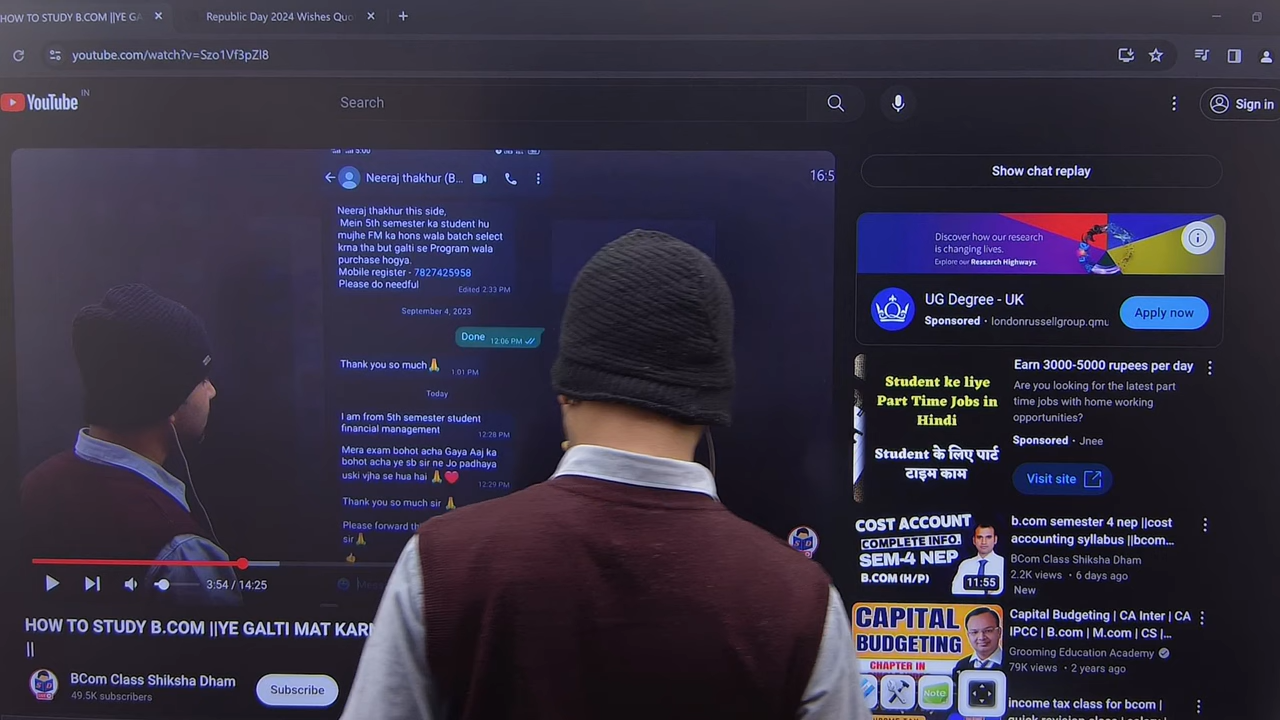 HOW TO STUDY B.COM ||YE GA
Republic Day 2024 Wishes Quo
youtube.com/watch?v=Szo1Vf3pZl8
YouTube IN
Search
Sign in
5:00
Neeraj thakhur (B...
16:5
Neeraj thakur this side,
Mein 5th semester ka student hu
mujhe FM ka hons wala batch select
krna tha but galti se Program wala
purchase hogya.
Mobile register - 7827425958
Please do needful
Edited 2:33 PM
September 4, 2023
Done 12:06 PM
Thank you so much🙏
1:01 PM
Today
I am from 5th semester student
financial management
12:28 PM
Mera exam bohot acha Gaya Aaj ka
bohot acha ye sb sir ne Jo padhaya
uski vjha se hua hai 🙏❤️
12:29 PM
Thank you so much sir 🙏
Please forward th
sir🙏
3:54 / 14:25
HOW TO STUDY B.COM ||YE GALTI MAT KARN
||
BCom Class Shiksha Dham
49.5K subscribers
Subscribe
Show chat replay
Discover how our research
is changing lives.
Explore our Research Highways.
UG Degree - UK
Sponsored · londonrussellgroup.qmu
Apply now
Student ke liye
Part Time Jobs in
Hindi
Student के लिए पार्ट
टाइम काम
Earn 3000-5000 rupees per day
Are you looking for the latest part
time jobs with home working
opportunities?
Sponsored · Jnee
Visit site
COST ACCOUNT
COMPLETE INFO.
SEM-4 NEP
B.COM (H/P)
11:55
b.com semester 4 nep ||cost
accounting syllabus ||bcom...
BCom Class Shiksha Dham
2.2K views · 6 days ago
New
CAPITAL
BUDGETING
CHAPTER IN
Note
Capital Budgeting | CA Inter | CA
IPCC | B.com | M.com | CS |...
Grooming Education Academy
79K views · 2 years ago
income tax class for bcom |
quick revision class | salary